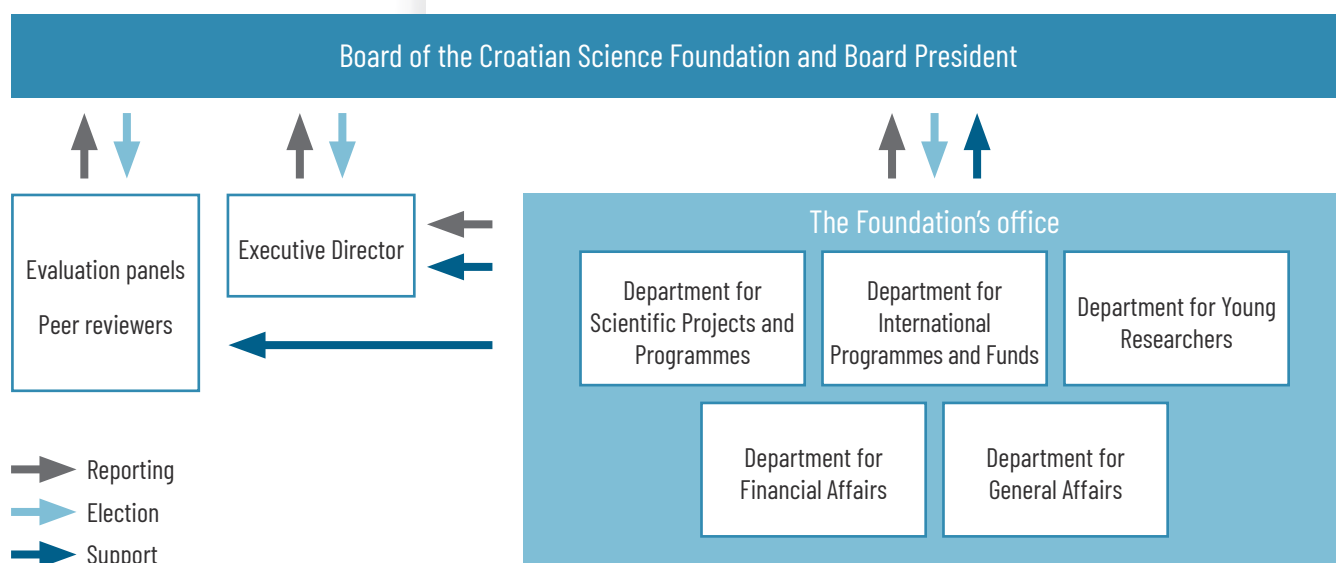 Board of the Croatian Science Foundation and Board President
Evaluation panels
Peer reviewers
Executive Director
The Foundation's office
Department for
Scientific Projects and
Programmes
Department for
International
Programmes and Funds
Department for Young
Researchers
Department for
Financial Affairs
Department for
General Affairs
Reporting
Election
Support